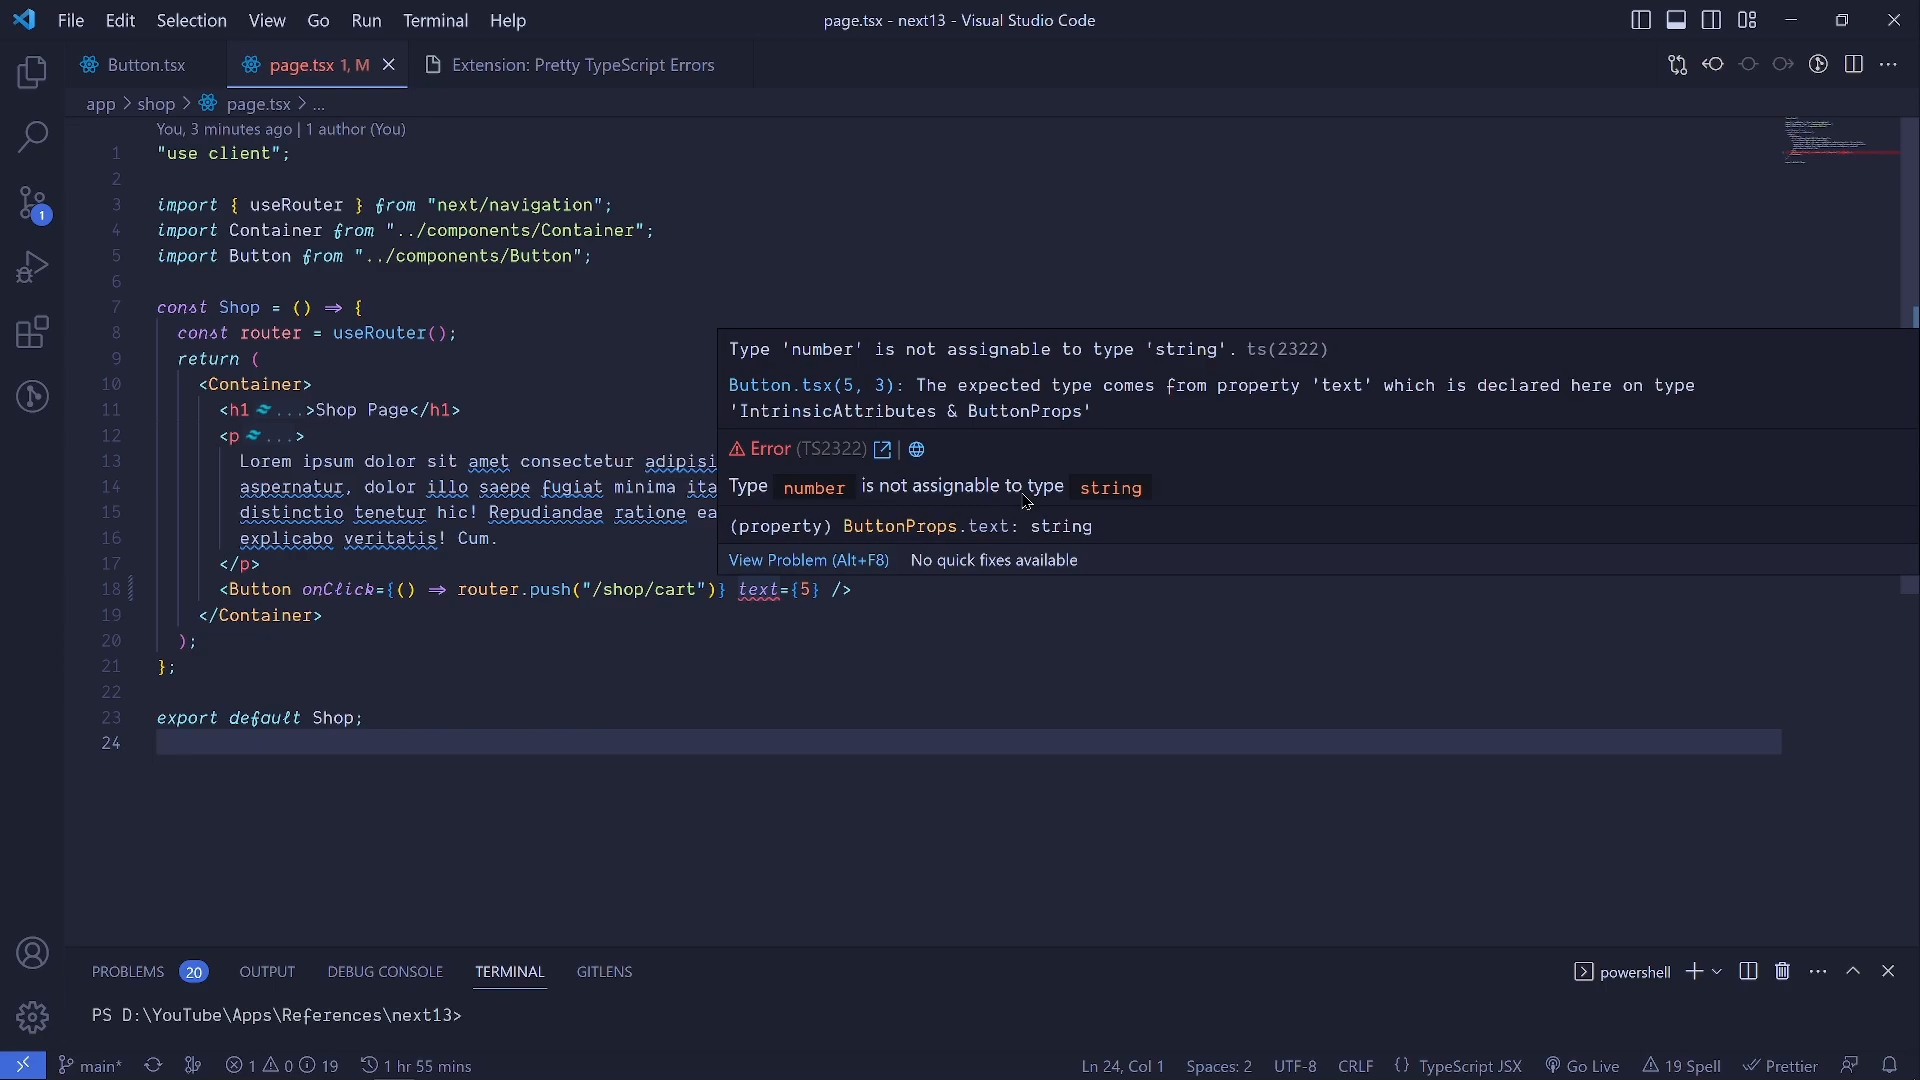 File Edit Selection View Go Run Terminal Help
page.tsx - next13 - Visual Studio Code
Button.tsx
page.tsx 1, M
Extension: Pretty TypeScript Errors
app > shop > page.tsx > ...
You, 3 minutes ago | 1 author (You)
1 "use client";
2
3 import { useRouter } from "next/navigation";
4 import Container from "../components/Container";
5 import Button from "../components/Button";
6
7 const Shop = () ⇒ {
8 const router = useRouter();
9 return (
10 <Container>
11 <h1 ...>Shop Page</h1>
12 <p ...>
13 Lorem ipsum dolor sit amet consectetur adipisi
14 aspernatur, dolor illo saepe fugiat minima ita
15 distinctio tenetur hic! Repudiandae ratione ea
16 explicabo veritatis! Cum.
17 </p>
18 <Button onClick={() ⇒ router.push("/shop/cart")} text={5} />
19 </Container>
20 );
21 };
22
23 export default Shop;
24
Type 'number' is not assignable to type 'string'. ts(2322)
Button.tsx(5, 3): The expected type comes from property 'text' which is declared here on type
'IntrinsicAttributes & ButtonProps'
Error (TS2322) |
Type number is not assignable to type string
(property) ButtonProps.text: string
View Problem (Alt+F8) No quick fixes available
PROBLEMS 20 OUTPUT DEBUG CONSOLE TERMINAL GITLENS
powershell
PS D:\YouTube\Apps\References\next13>
1
main* 1 0 19 1 hr 55 mins
Ln 24, Col 1 Spaces: 2 UTF-8 CRLF {} TypeScript JSX Go Live 19 Spell Prettier